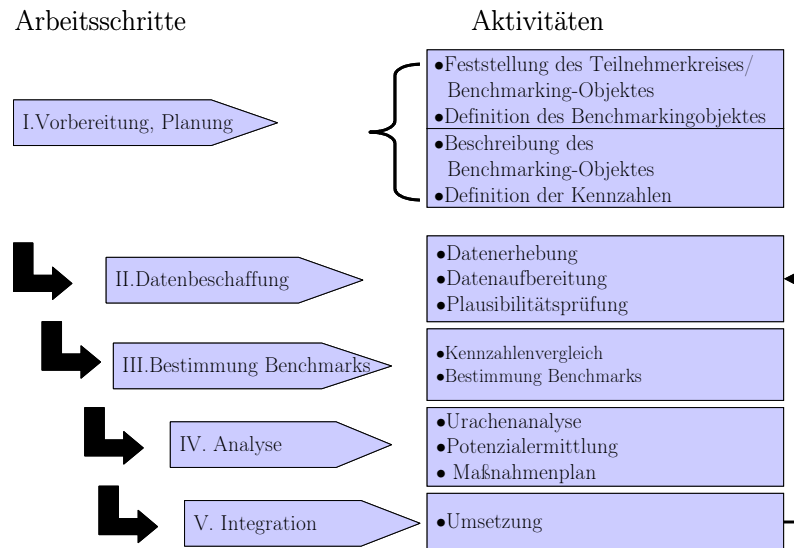 Arbeitsschritte
Aktivitäten
I.Vorbereitung, Planung
•Feststellung des Teilnehmerkreises/
Benchmarking-Objektes
•Definition des Benchmarkingobjektes
•Beschreibung des
Benchmarking-Objektes
•Definition der Kennzahlen
II.Datenbeschaffung
•Datenerhebung
•Datenaufbereitung
•Plausibilitätsprüfung
III.Bestimmung Benchmarks
•Kennzahlenvergleich
•Bestimmung Benchmarks
IV. Analyse
•Urachenanalyse
•Potenzialermittlung
• Maßnahmenplan
V. Integration
•Umsetzung